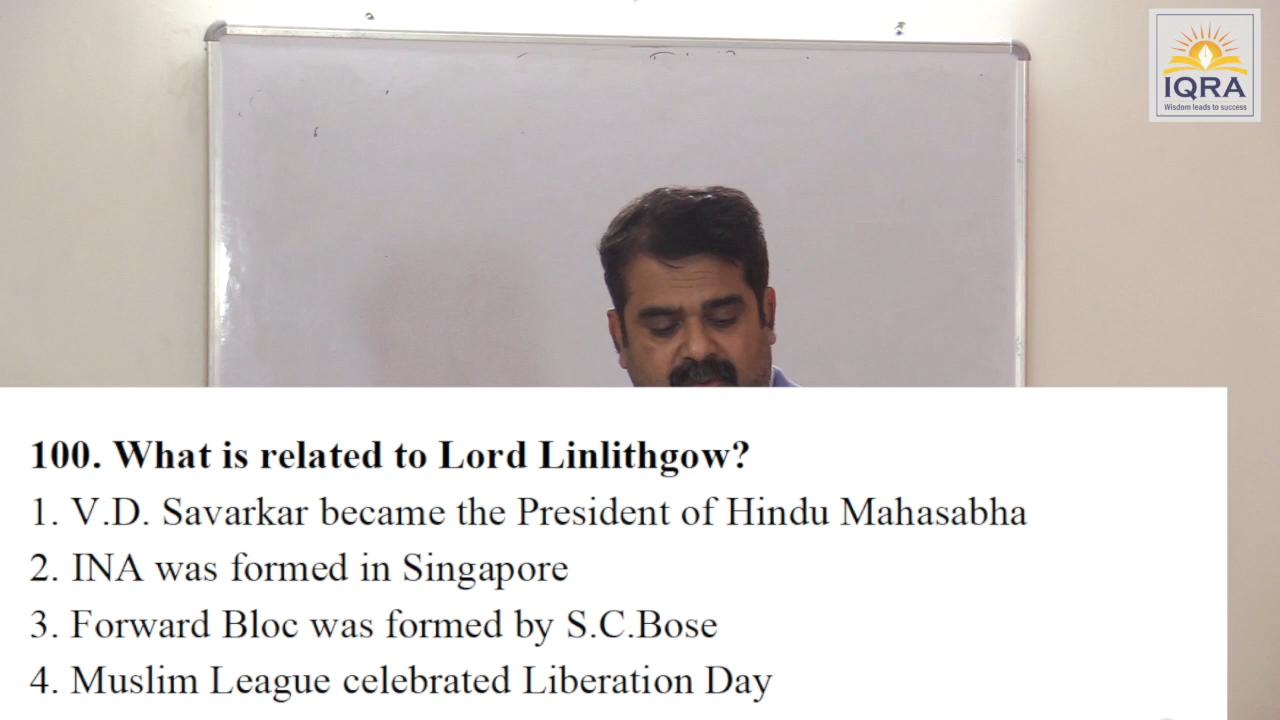 IQRA
Wisdom leads to success
100. What is related to Lord Linlithgow?
1. V.D. Savarkar became the President of Hindu Mahasabha
2. INA was formed in Singapore
3. Forward Bloc was formed by S.C.Bose
4. Muslim League celebrated Liberation Day